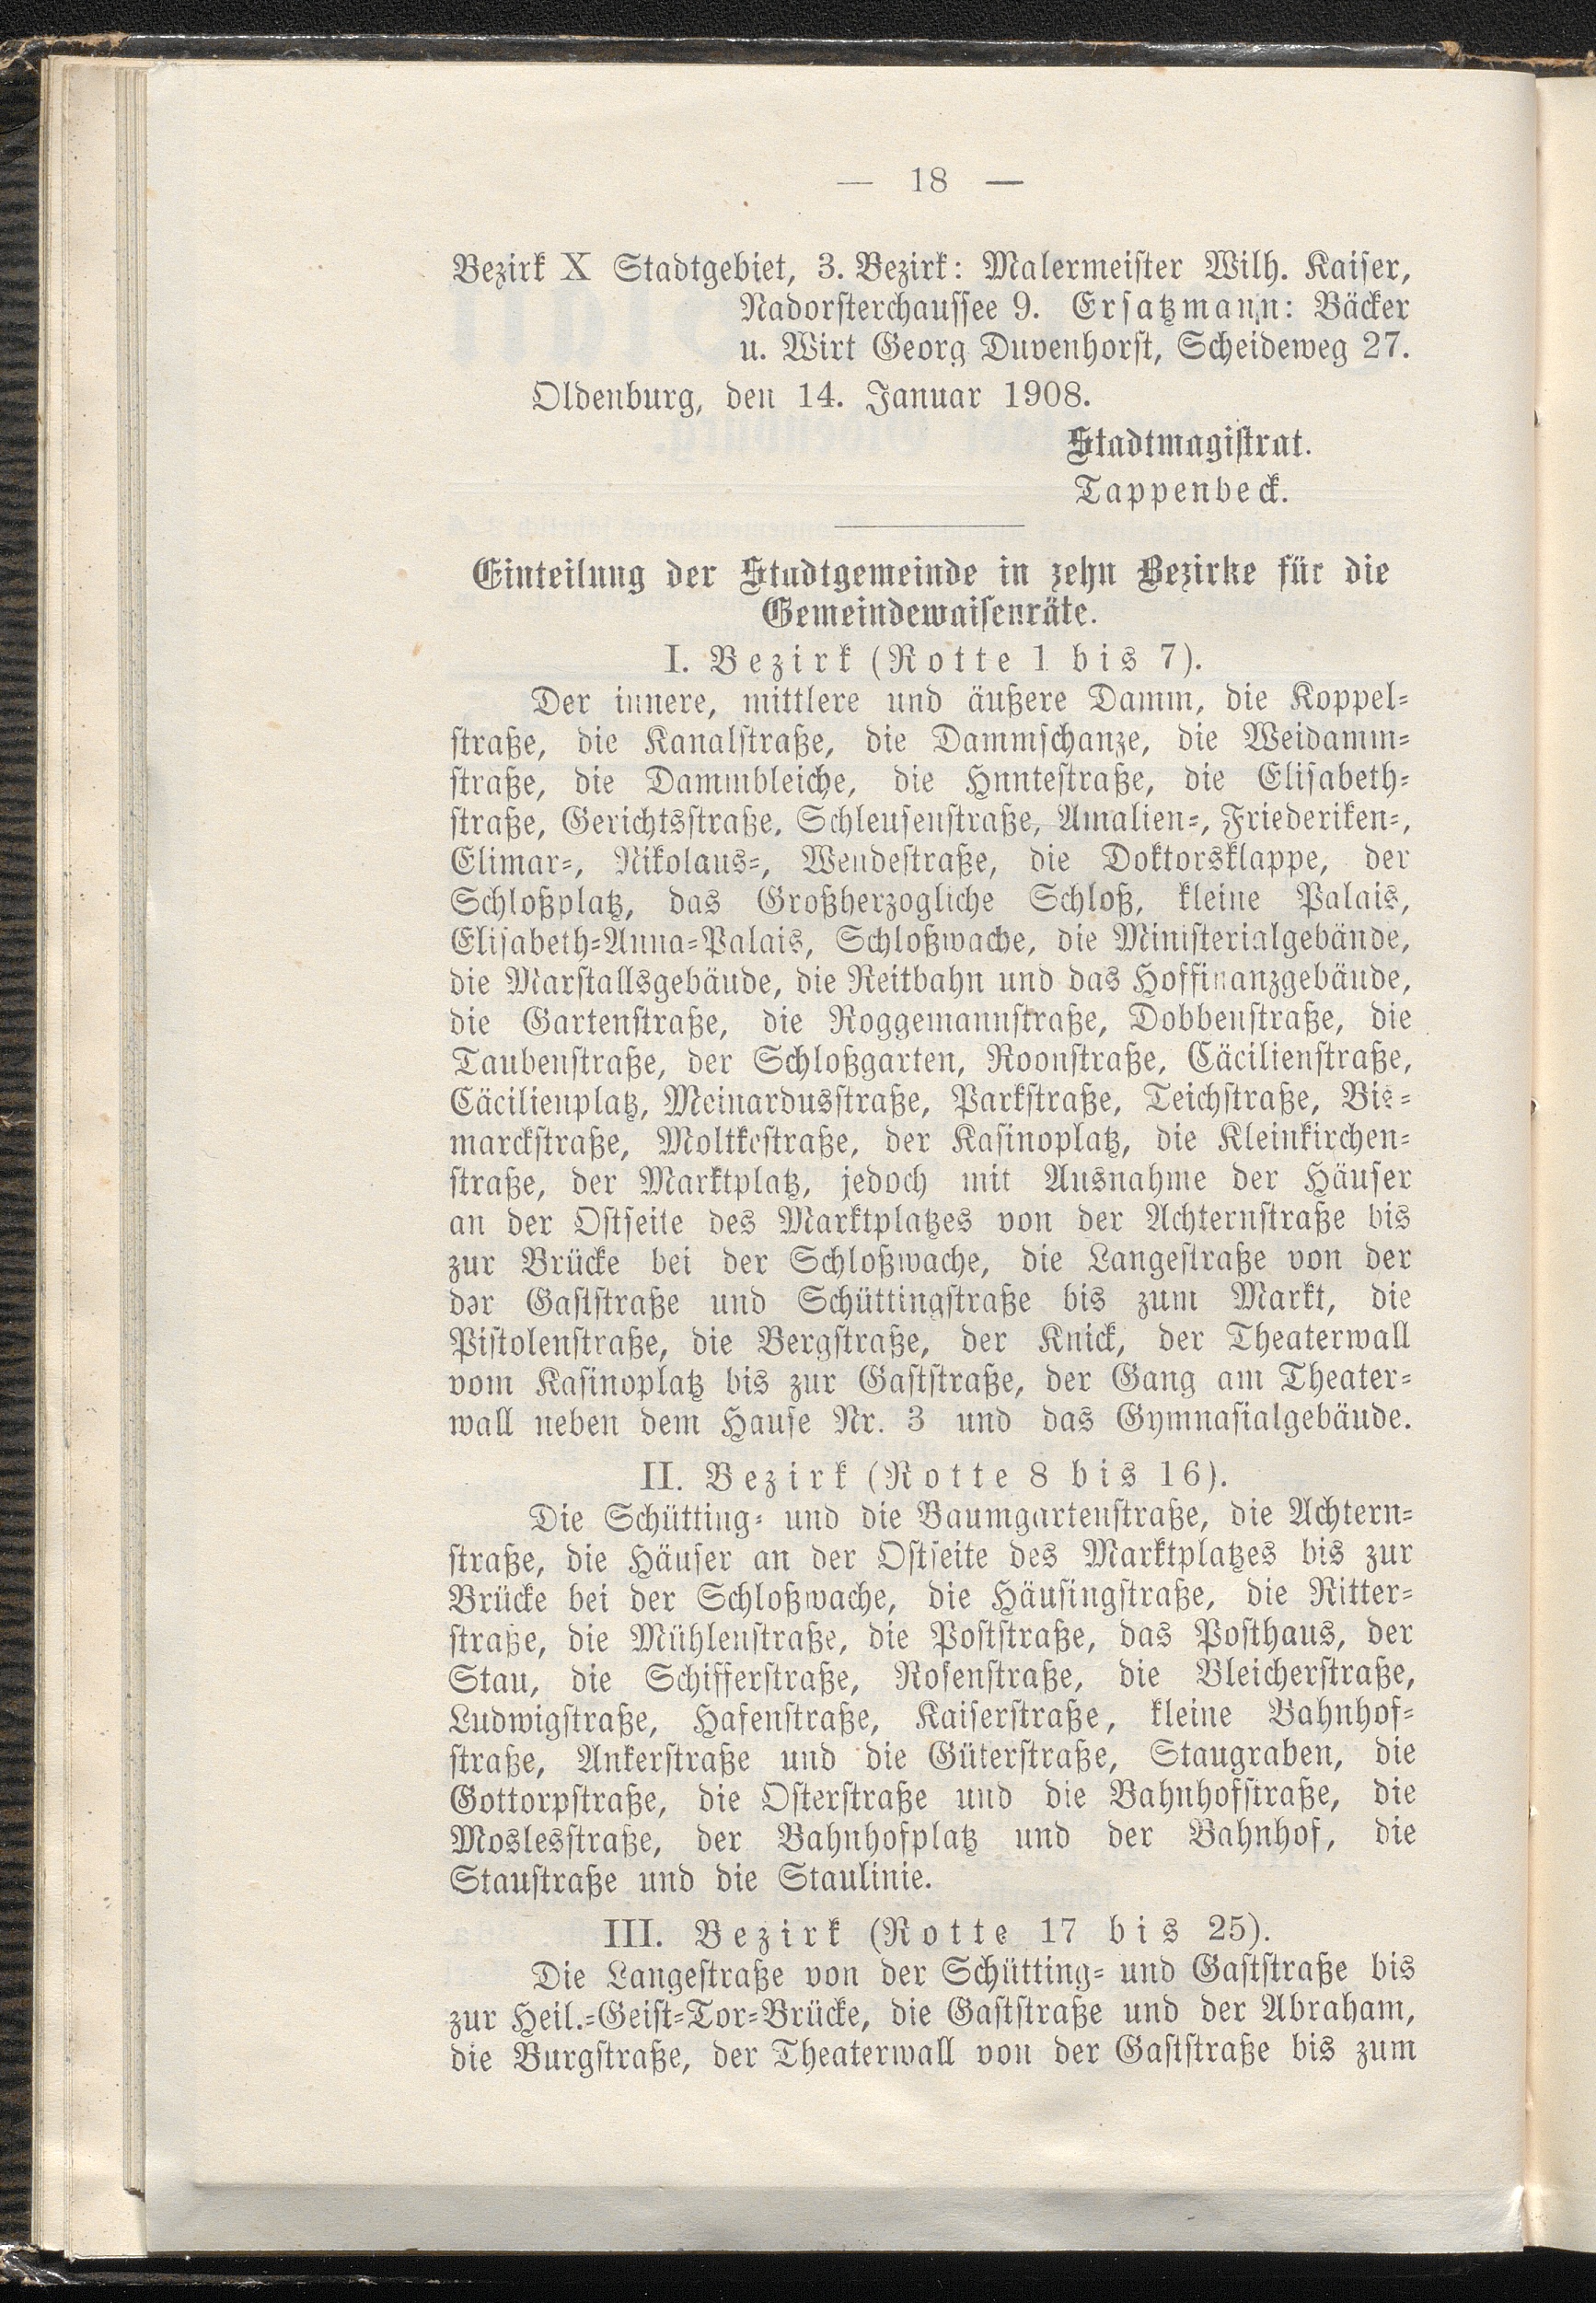 — 18 —
Bezirk X Stadtgebiet, 3. Bezirk: Malermeister Wilh. Kaiser,
Nadorsterchaussee 9. Ersatzmann: Bäcker
u. Wirt Georg Duvenhorst, Scheideweg 27.
Oldenburg, den 14. Januar 1908.
Stadtmagistrat.
Tappenbeck.
Einteilung der Stadtgemeinde in zehn Bezirke für die
Gemeindewaisenräte.
I. Bezirk (Rotte 1 bis 7).
Der innere, mittlere und äußere Damm, die Koppel-
straße, die Kanalstraße, die Dammschanze, die Weidamm-
straße, die Dammbleiche, die Hnntestraße, die Elisabeth-
straße, Gerichtsstraße, Schleusenstraße, Amalien-, Friederiken-,
Elimar-, Nikolaus-, Wendestraße, die Doktorsklappe, der
Schloßplatz, das Großherzogliche Schloß, kleine Palais,
Elisabeth-Anna-Palais, Schloßwache, die Ministerialgebände,
die Marstallsgebäude, die Reitbahn und das Hoffinanzgebäude,
die Gartenstraße, die Roggemannstraße, Dobbenstraße, die
Taubenstraße, der Schloßgarten, Roonstraße, Cäcilienstraße,
Cäcilienplatz, Meinardusstraße, Parkstraße, Teichstraße, Bis-
marckstraße, Moltkestraße, der Kasinoplatz, die Kleinkirchen-
straße, der Marktplatz, jedoch mit Ausnahme der Häuser
an der Ostseite des Marktplatzes von der Achternstraße bis
zur Brücke bei der Schloßwache, die Langestraße von der
dər Gaststraße und Schüttingstraße bis zum Markt, die
Pistolenstraße, die Bergstraße, der Knick, der Theaterwall
vom Kasinoplatz bis zur Gaststraße, der Gang am Theater-
wall neben dem Hause Nr. 3 und das Gymnasialgebäude.
II. Bezirk (Rotte 8 bis 16).
Die Schütting- und die Baumgartenstraße, die Achtern-
straße, die Häuser an der Ostseite des Marktplatzes bis zur
Brücke bei der Schloßwache, die Häusingstraße, die Ritter-
straße, die Mühlenstraße, die Poststraße, das Posthaus, der
Stau, die Schifferstraße, Rosenstraße, die Bleicherstraße,
Ludwigstraße, Hafenstraße, Kaiserstraße, kleine Bahnhof-
straße, Ankerstraße und die Güterstraße, Staugraben, die
Gottorpstraße, die Osterstraße und die Bahnhofstraße, die
Moslesstraße, der Bahnhofplatz und der Bahnhof, die
Staustraße und die Staulinie.
III. Bezirk (Rotte 17 bis 25).
Die Langestraße von der Schütting- und Gaststraße bis
zur Heil.-Geist-Tor-Brücke, die Gaststraße und der Abraham,
die Burgstraße, der Theaterwall von der Gaststraße bis zum